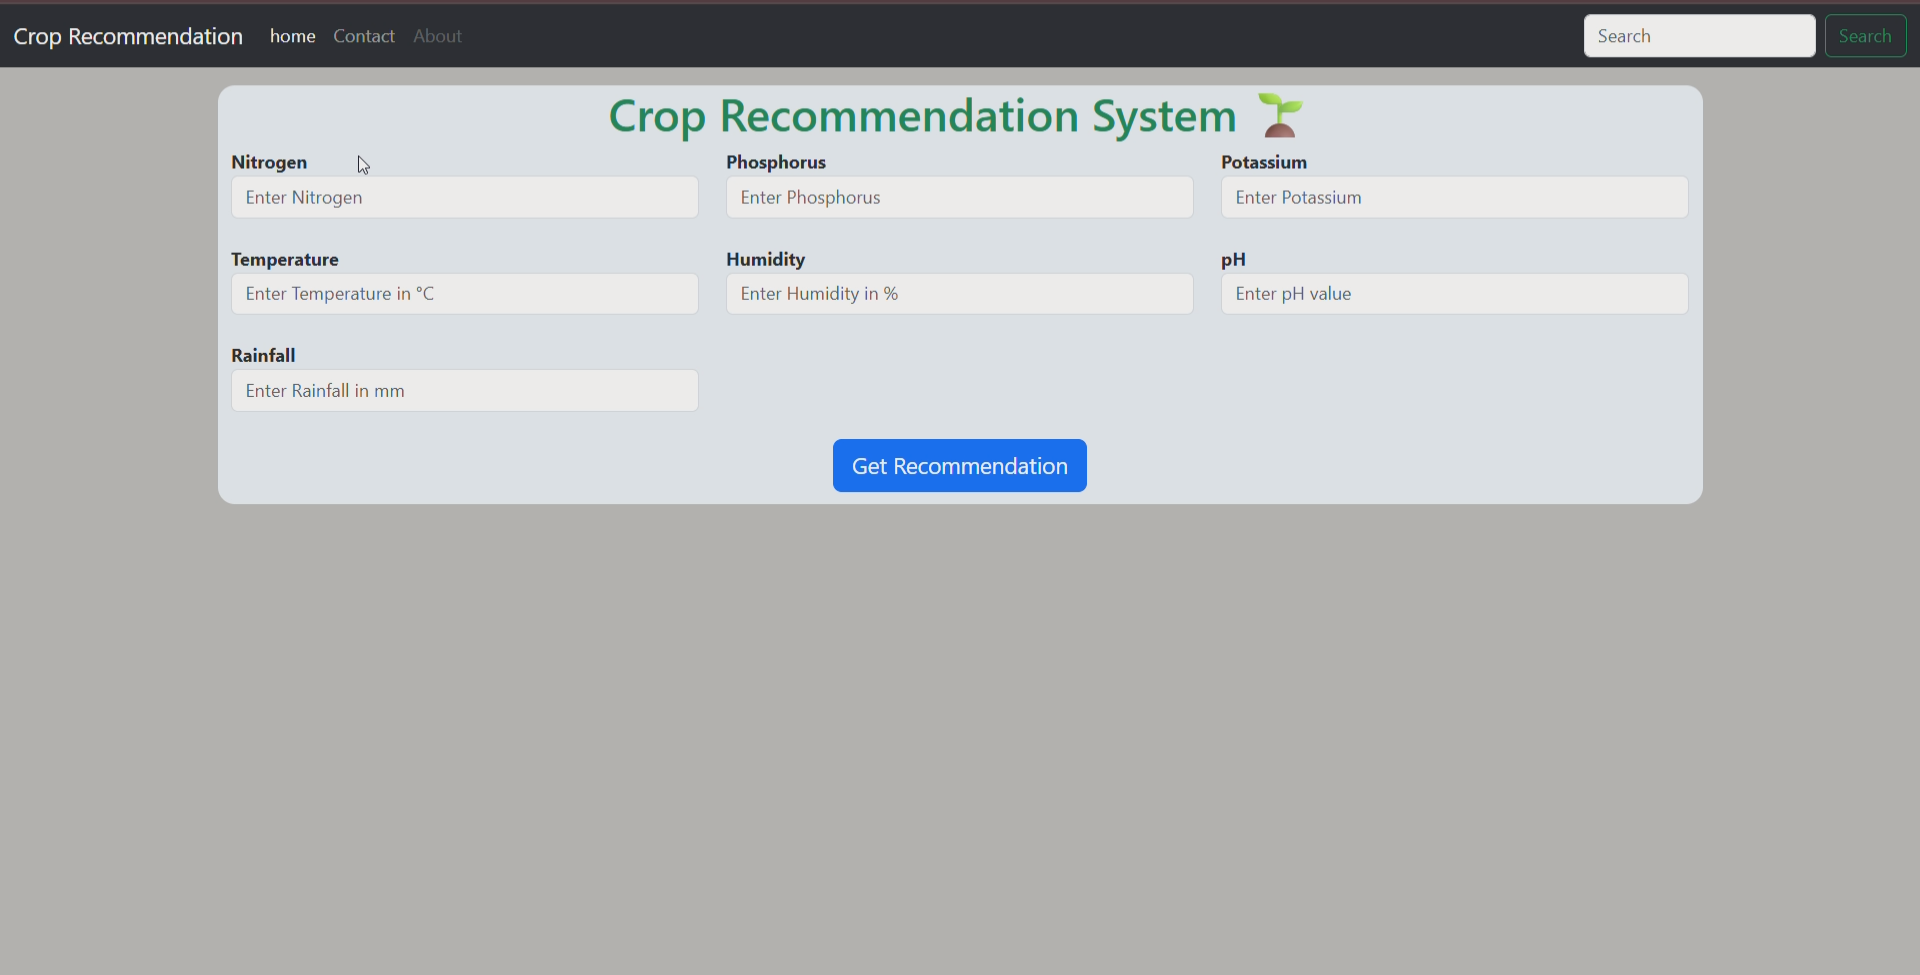 Crop Recommendation home Contact About Search Search
Crop Recommendation System 🌱
Nitrogen Phosphorus Potassium
Enter Nitrogen Enter Phosphorus Enter Potassium
Temperature Humidity pH
Enter Temperature in °C Enter Humidity in % Enter pH value
Rainfall
Enter Rainfall in mm
Get Recommendation